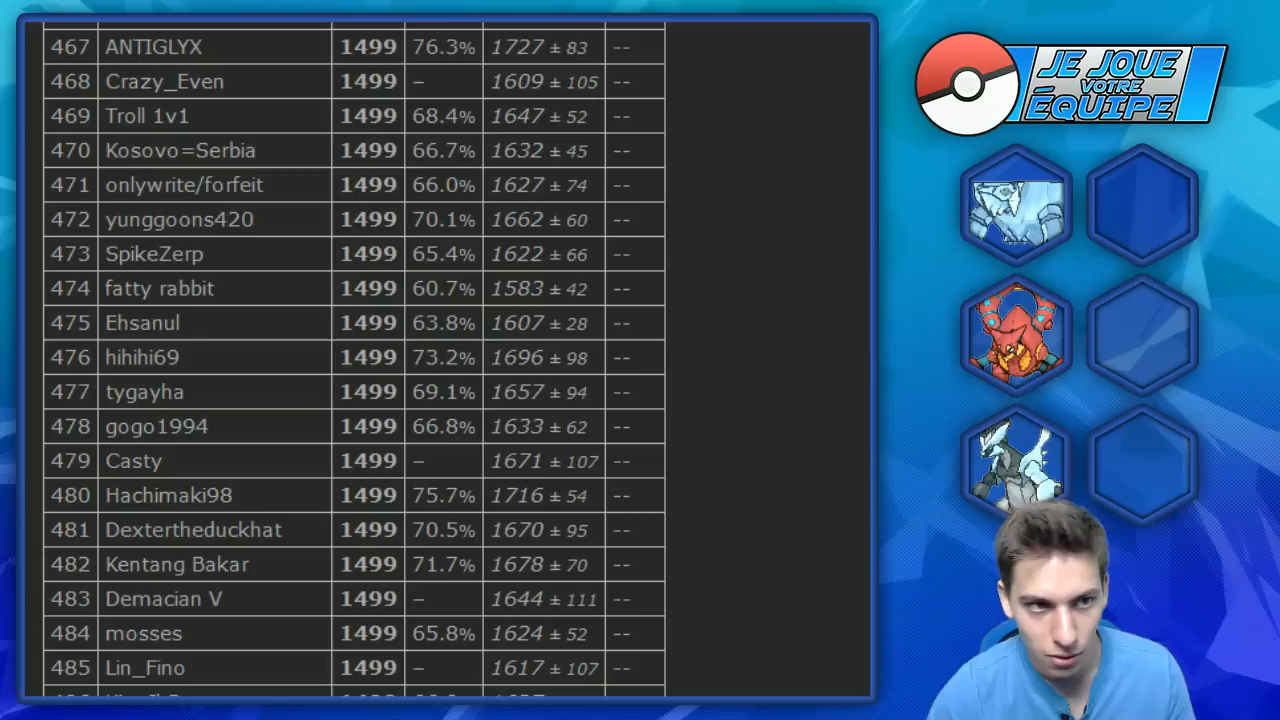 467 ANTIGLYX 1499 76.3% 1727 ± 83 --
468 Crazy_Even 1499 – 1609 ± 105 --
469 Troll 1v1 1499 68.4% 1647 ± 52 --
470 Kosovo=Serbia 1499 66.7% 1632 ± 45 --
471 onlywrite/forfeit 1499 66.0% 1627 ± 74 --
472 yunggoons420 1499 70.1% 1662 ± 60 --
473 SpikeZerp 1499 65.4% 1622 ± 66 --
474 fatty rabbit 1499 60.7% 1583 ± 42 --
475 Ehsanul 1499 63.8% 1607 ± 28 --
476 hihihi69 1499 73.2% 1696 ± 98 --
477 tygayha 1499 69.1% 1657 ± 94 --
478 gogo1994 1499 66.8% 1633 ± 62 --
479 Casty 1499 – 1671 ± 107 --
480 Hachimaki98 1499 75.7% 1716 ± 54 --
481 Dextertheduckhat 1499 70.5% 1670 ± 95 --
482 Kentang Bakar 1499 71.7% 1678 ± 70 --
483 Demacian V 1499 – 1644 ± 111 --
484 mosses 1499 65.8% 1624 ± 52 --
485 Lin_Fino 1499 – 1617 ± 107 --
JE JOUE
VOTRE
ÉQUIPE